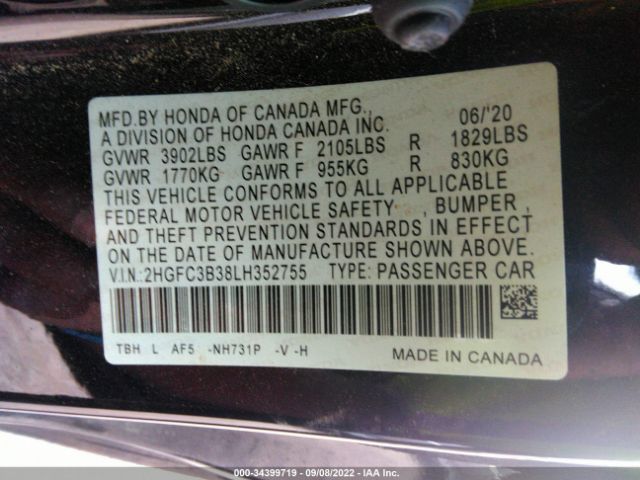 MFD.BY HONDA OF CANADA MFG., 06/'20
A DIVISION OF HONDA CANADA INC.
GVWR 3902LBS GAWR F 2105LBS R 1829LBS
GVWR 1770KG GAWR F 955KG R 830KG
THIS VEHICLE CONFORMS TO ALL APPLICABLE
FEDERAL MOTOR VEHICLE SAFETY , BUMPER ,
AND THEFT PREVENTION STANDARDS IN EFFECT
ON THE DATE OF MANUFACTURE SHOWN ABOVE.
V.I.N.:2HGFC3B38LH352755 TYPE: PASSENGER CAR
TBH L AF5 -NH731P -V -H
MADE IN CANADA
000-34399719 - 09/08/2022 - IAA Inc.